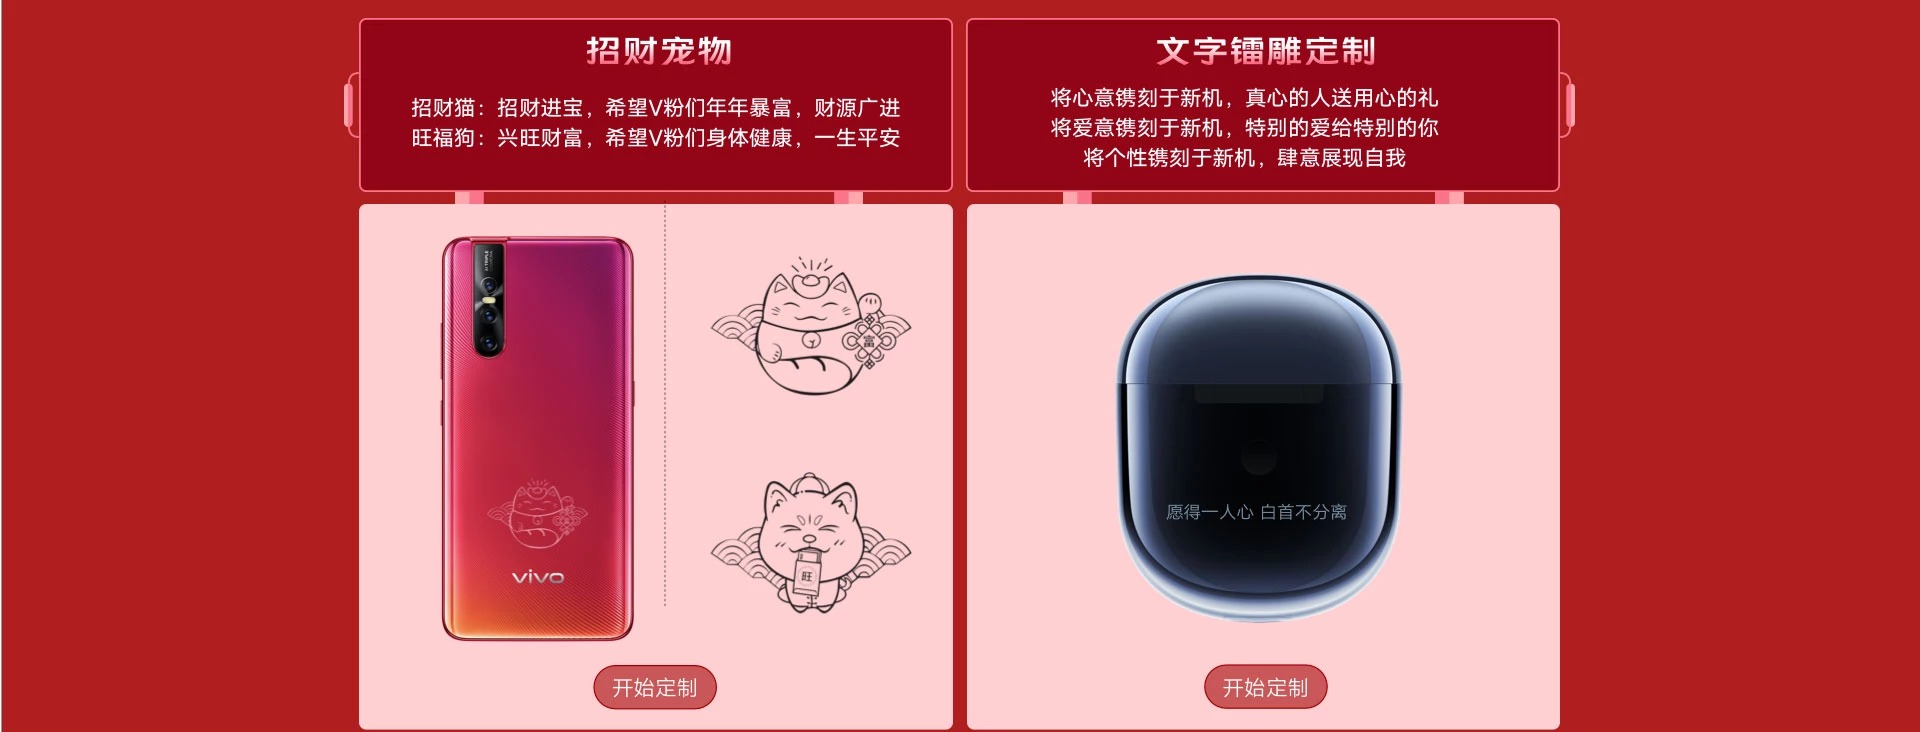 招财宠物
招财猫：招财进宝，希望V粉们年年暴富，财源广进
旺福狗：兴旺财富，希望V粉们身体健康，一生平安
文字镭雕定制
将心意镌刻于新机，真心的人送用心的礼
将爱意镌刻于新机，特别的爱给特别的你
将个性镌刻于新机，肆意展现自我
AI TRIPLE
富
旺
vivo
开始定制
愿得一人心 白首不分离
开始定制